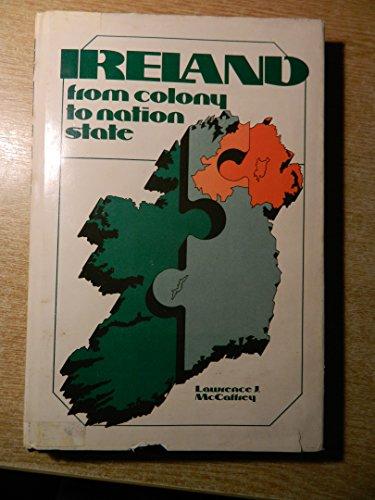 IRELAND
from colony
to nation
state
Lawrence J.
McCaffrey